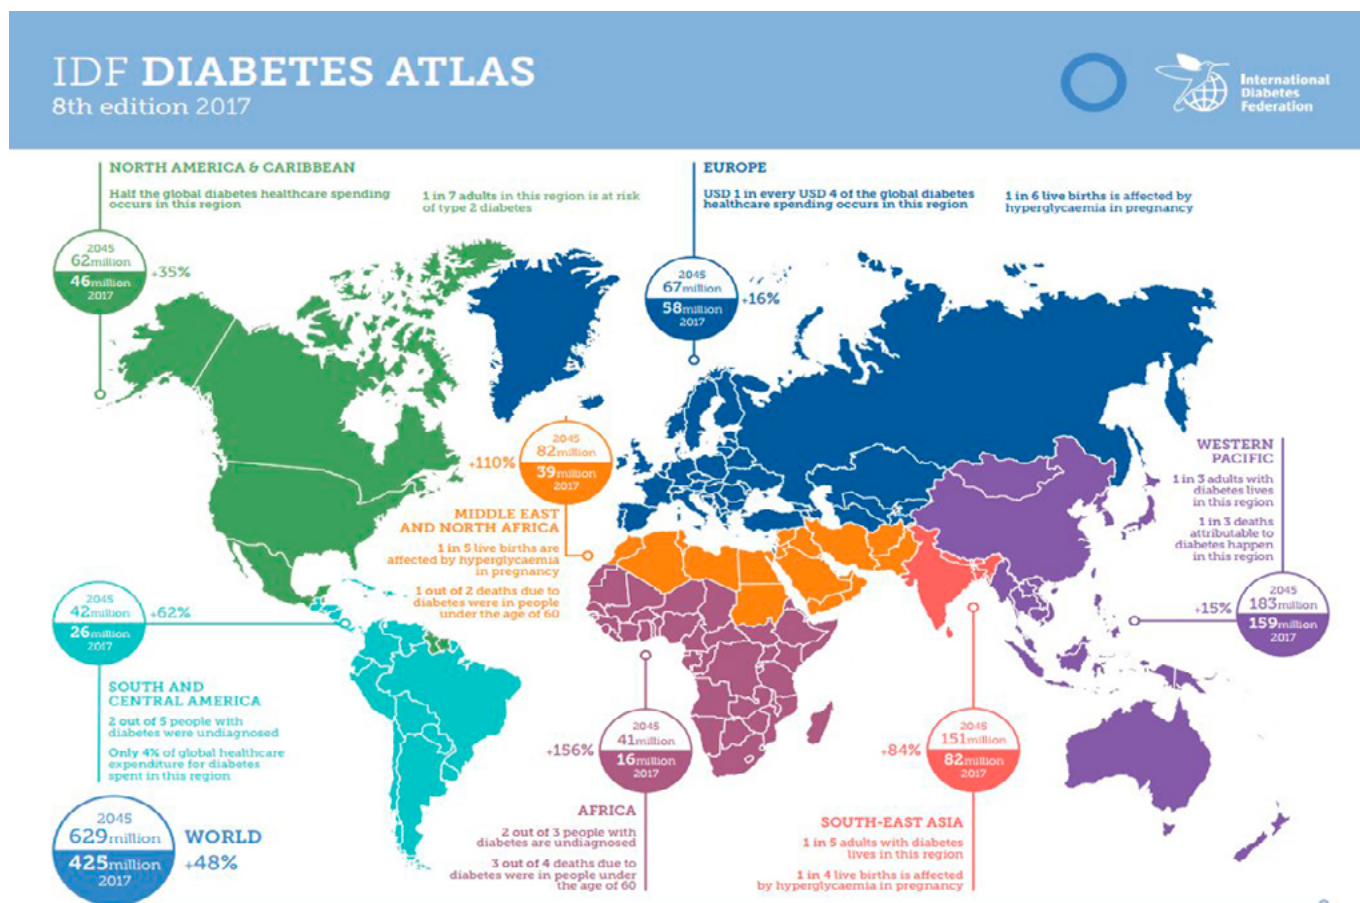 IDF DIABETES ATLAS
8th edition 2017
International
Diabetes
Federation
NORTH AMERICA & CARIBBEAN
Half the global diabetes healthcare spending
occurs in this region
1 in 7 adults in this region is at risk
of type 2 diabetes
2045
62million
46million
2017
+35%
EUROPE
USD 1 in every USD 4 of the global diabetes
healthcare spending occurs in this region
1 in 6 live births is affected by
hyperglycaemia in pregnancy
2045
67million
58million
2017
+16%
2045
82million
39million
2017
+110%
MIDDLE EAST
AND NORTH AFRICA
1 in 5 live births are
affected by hyperglycaemia
in pregnancy
1 out of 2 deaths due to
diabetes were in people
under the age of 60
WESTERN
PACIFIC
1 in 3 adults with
diabetes lives
in this region
1 in 3 deaths
attributable to
diabetes happen
in this region
+15%
2045
183million
159million
2017
2045
42million
26million
2017
+62%
SOUTH AND
CENTRAL AMERICA
2 out of 5 people with
diabetes were undiagnosed
Only 4% of global healthcare
expenditure for diabetes
spent in this region
+156%
2045
41million
16million
2017
AFRICA
2 out of 3 people with
diabetes are undiagnosed
3 out of 4 deaths due to
diabetes were in people under
the age of 60
+84%
2045
151million
82million
2017
SOUTH-EAST ASIA
1 in 5 adults with diabetes
lives in this region
1 in 4 live births is affected
by hyperglycaemia in pregnancy
2045
629million
425million
2017
WORLD
+48%